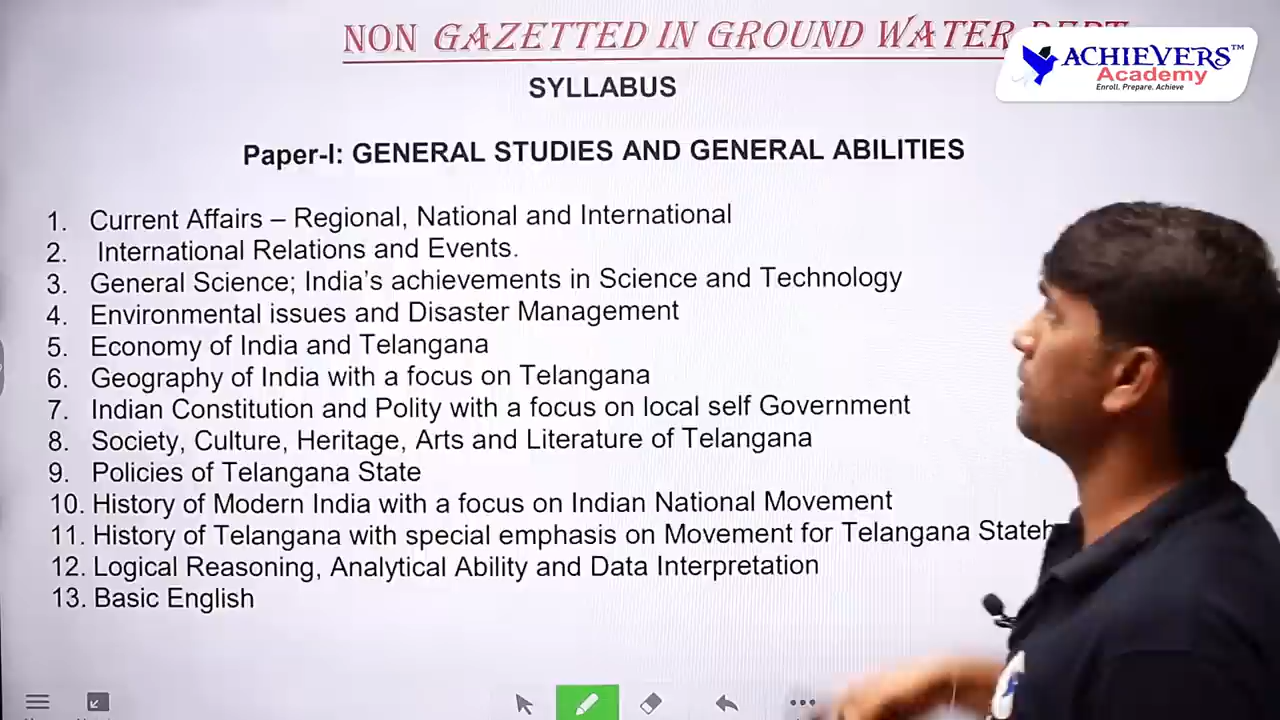 NON GAZETTED IN GROUND WATER DEPT
ACHIEVERS™
Academy
Enroll. Prepare. Achieve
SYLLABUS
Paper-I: GENERAL STUDIES AND GENERAL ABILITIES
1. Current Affairs – Regional, National and International
2. International Relations and Events.
3. General Science; India's achievements in Science and Technology
4. Environmental issues and Disaster Management
5. Economy of India and Telangana
6. Geography of India with a focus on Telangana
7. Indian Constitution and Polity with a focus on local self Government
8. Society, Culture, Heritage, Arts and Literature of Telangana
9. Policies of Telangana State
10. History of Modern India with a focus on Indian National Movement
11. History of Telangana with special emphasis on Movement for Telangana Stateh
12. Logical Reasoning, Analytical Ability and Data Interpretation
13. Basic English